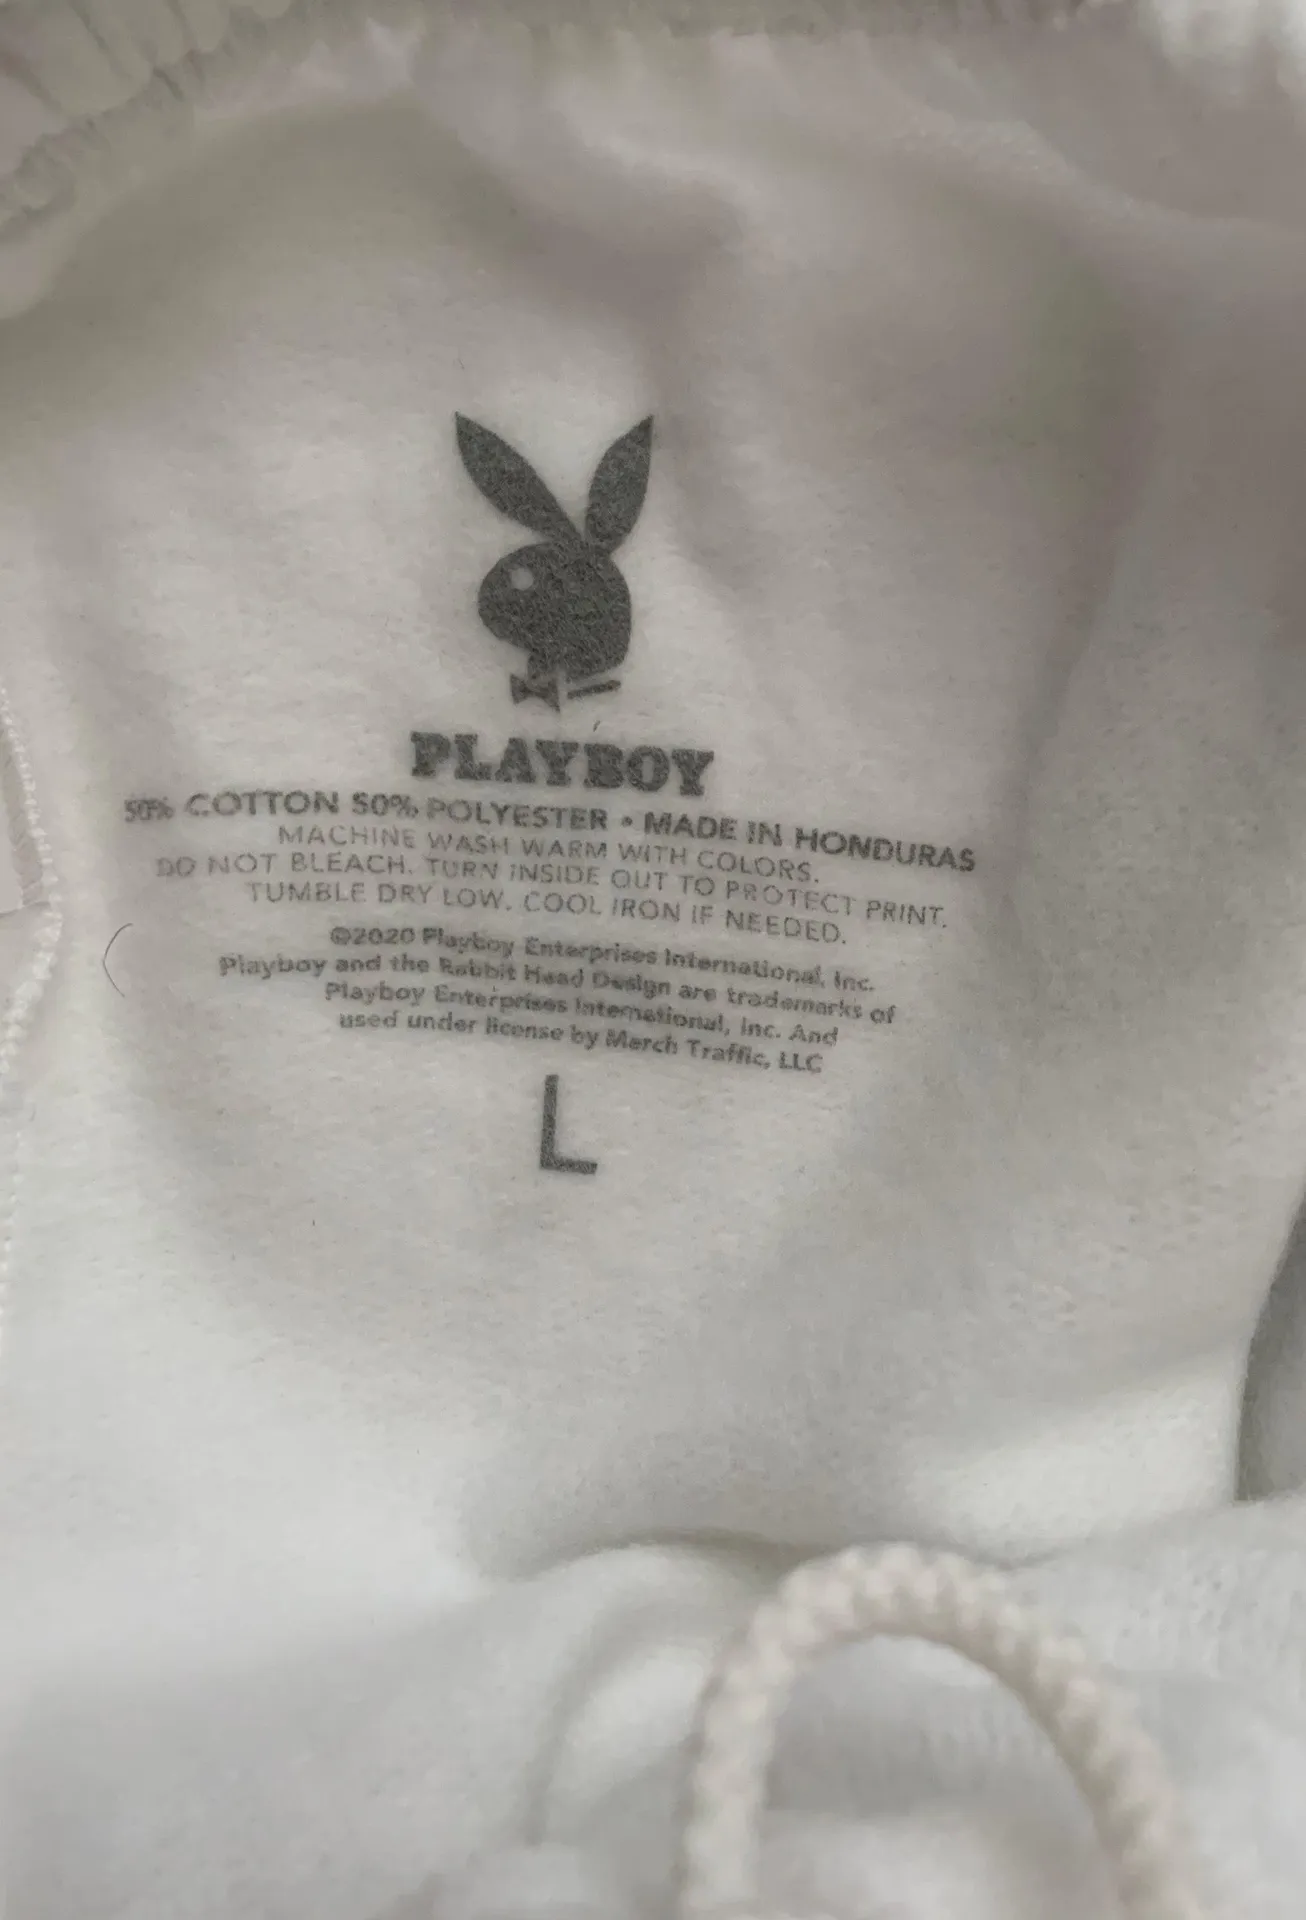 PLAYBOY
50% COTTON 50% POLYESTER • MADE IN HONDURAS
MACHINE WASH WARM WITH COLORS.
DO NOT BLEACH. TURN INSIDE OUT TO PROTECT PRINT.
TUMBLE DRY LOW. COOL IRON IF NEEDED.
©2020 Playboy Enterprises International, Inc.
Playboy and the Rabbit Head Design are trademarks of
Playboy Enterprises International, Inc. And
used under license by Merch Traffic, LLC
L